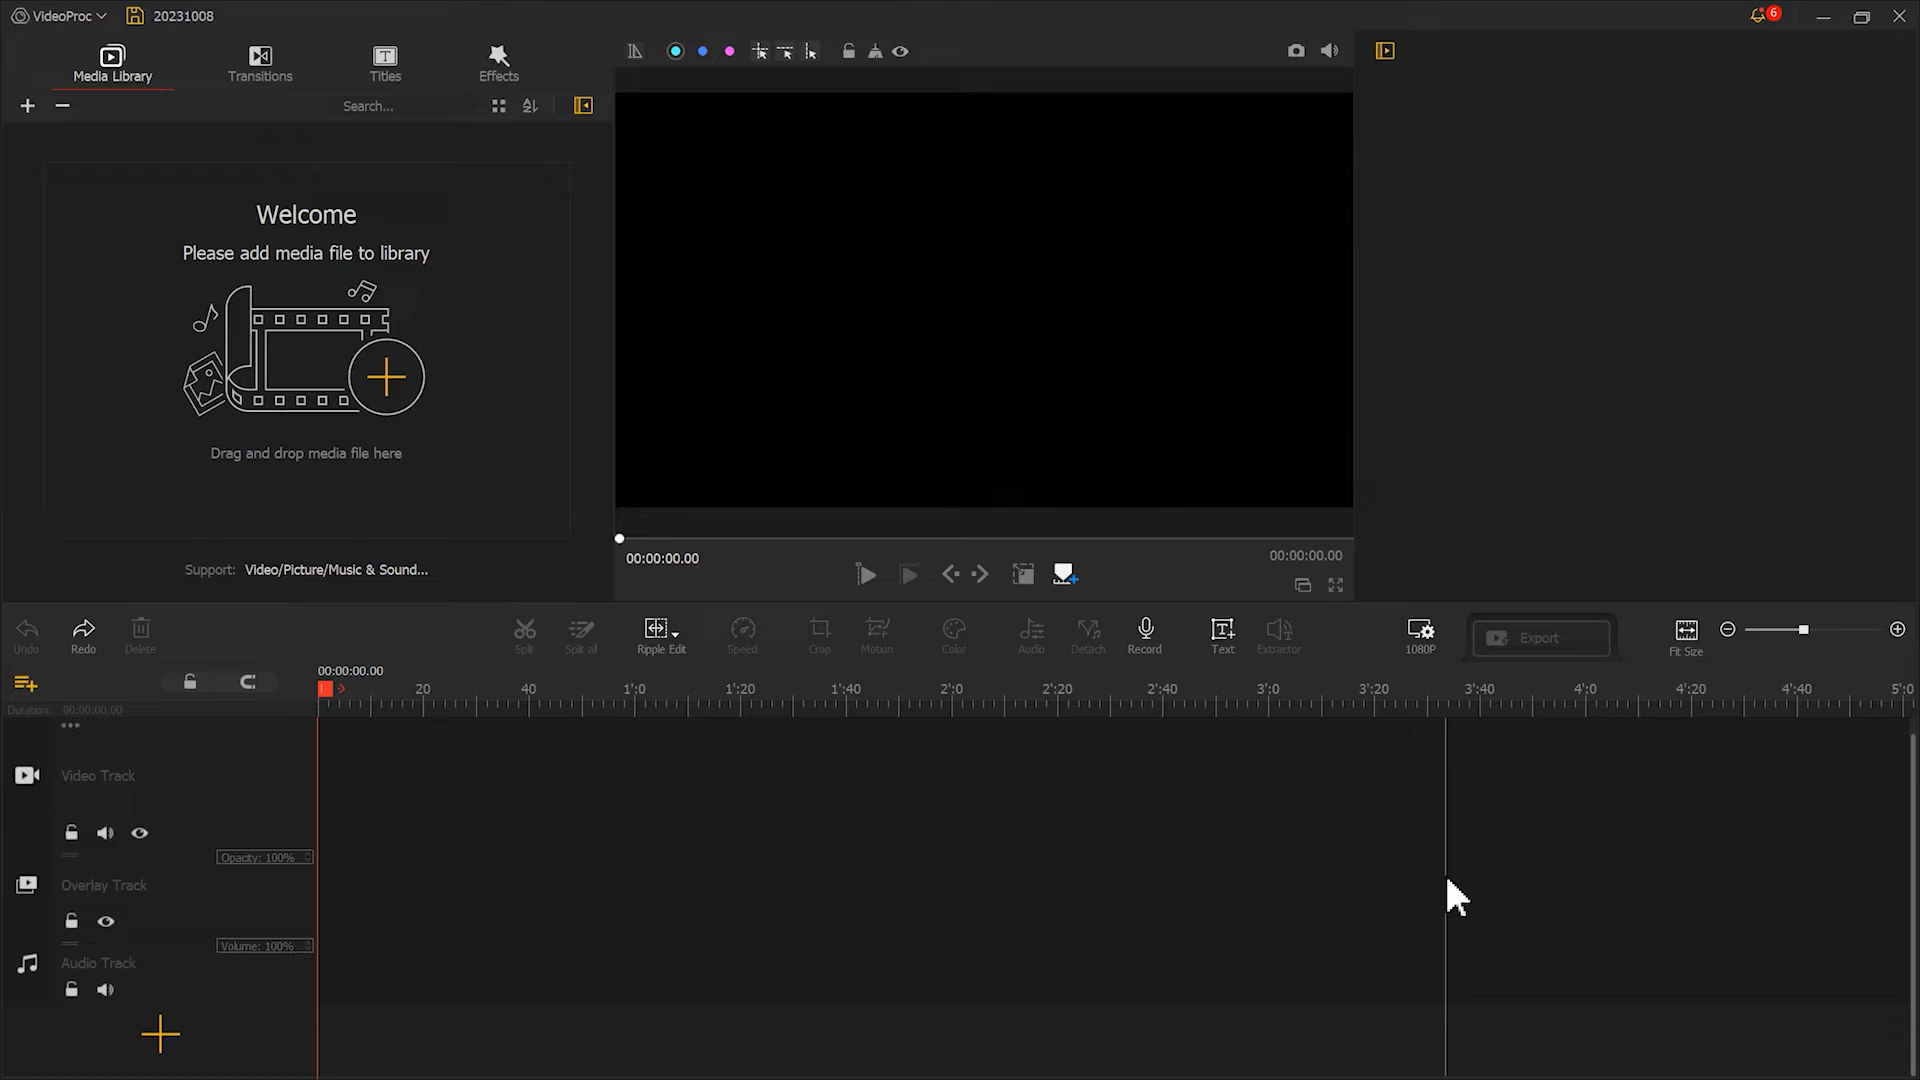 VideoProc
20231008
6
Media Library
Transitions
Titles
Effects
Search...
Welcome
Please add media file to library
Drag and drop media file here
Support: Video/Picture/Music & Sound...
00:00:00.00
00:00:00.00
Undo
Redo
Delete
Split
Split all
Ripple Edit
Speed
Crop
Motion
Color
Audio
Detach
Record
Text
Extractor
1080P
Export
Fit Size
00:00:00.00
20 40 1'0 1'20 1'40 2'0 2'20 2'40 3'0 3'20 3'40 4'0 4'20 4'40 5'0
Duration: 00:00:00.00
Video Track
Opacity: 100%
Overlay Track
Volume: 100%
Audio Track